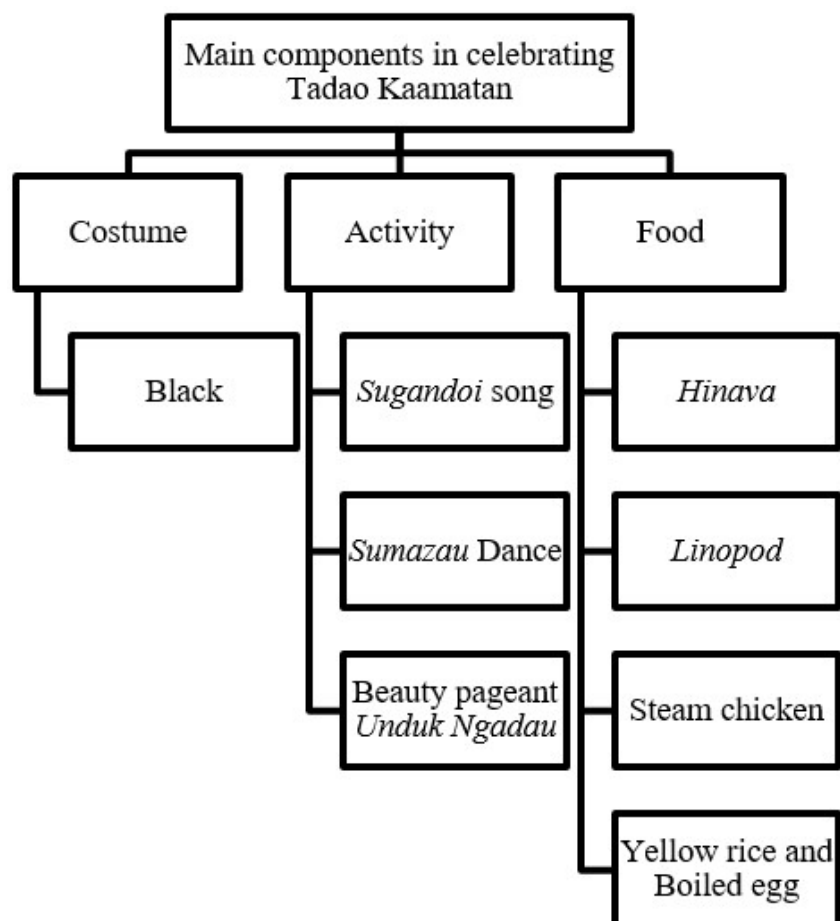 Main components in celebrating
Tadao Kaamatan
Costume
Activity
Food
Black
Sugandoi song
Hinava
Sumazau Dance
Linopod
Beauty pageant
Unduk Ngadau
Steam chicken
Yellow rice and
Boiled egg